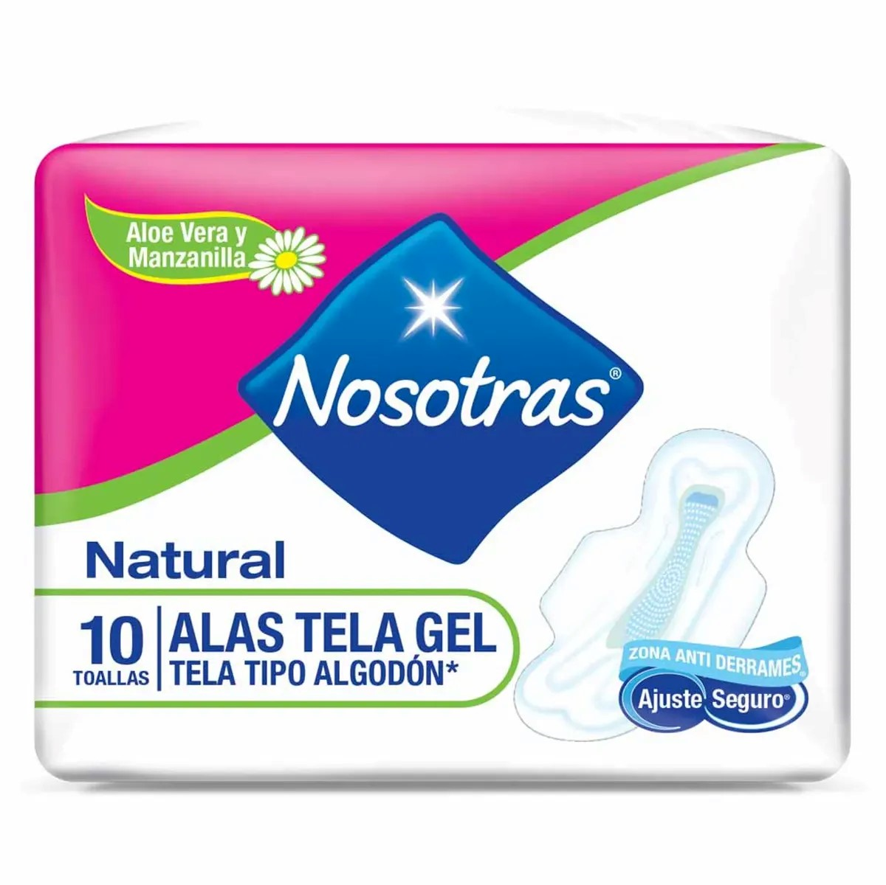 Aloe Vera y
Manzanilla
Nosotras®
Natural
10
TOALLAS
ALAS TELA GEL
TELA TIPO ALGODÓN*
ZONA ANTI DERRAMES®
Ajuste Seguro®